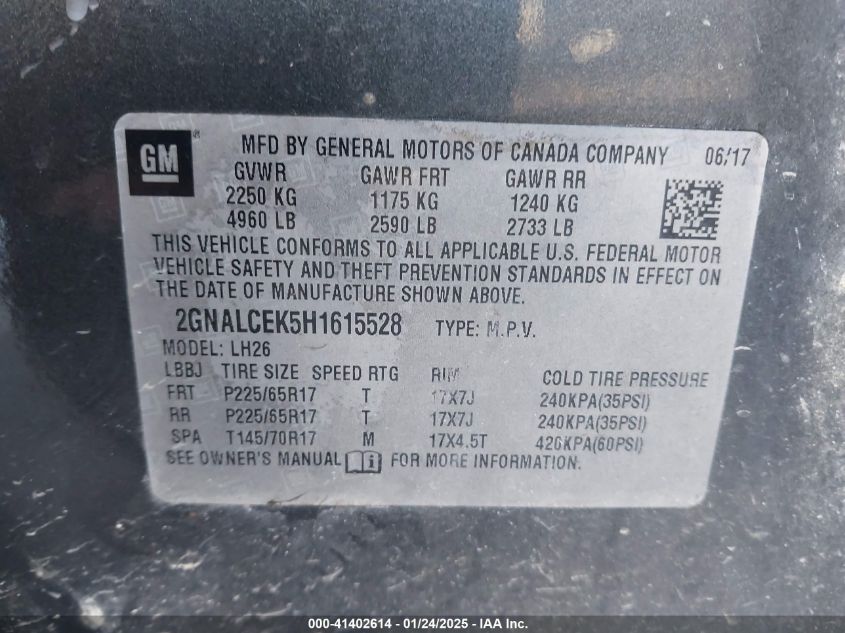 GM
MFD BY GENERAL MOTORS OF CANADA COMPANY 06/17
GVWR GAWR FRT GAWR RR
2250 KG 1175 KG 1240 KG
4960 LB 2590 LB 2733 LB
THIS VEHICLE CONFORMS TO ALL APPLICABLE U.S. FEDERAL MOTOR
VEHICLE SAFETY AND THEFT PREVENTION STANDARDS IN EFFECT ON
THE DATE OF MANUFACTURE SHOWN ABOVE.
2GNALCEK5H1615528 TYPE: M.P.V.
MODEL: LH26
LBBJ TIRE SIZE SPEED RTG RIM COLD TIRE PRESSURE
FRT P225/65R17 T 17X7J 240KPA(35PSI)
RR P225/65R17 T 17X7J 240KPA(35PSI)
SPA T145/70R17 M 17X4.5T 420KPA(60PSI)
SEE OWNER'S MANUAL FOR MORE INFORMATION.
000-41402614 - 01/24/2025 - IAA Inc.